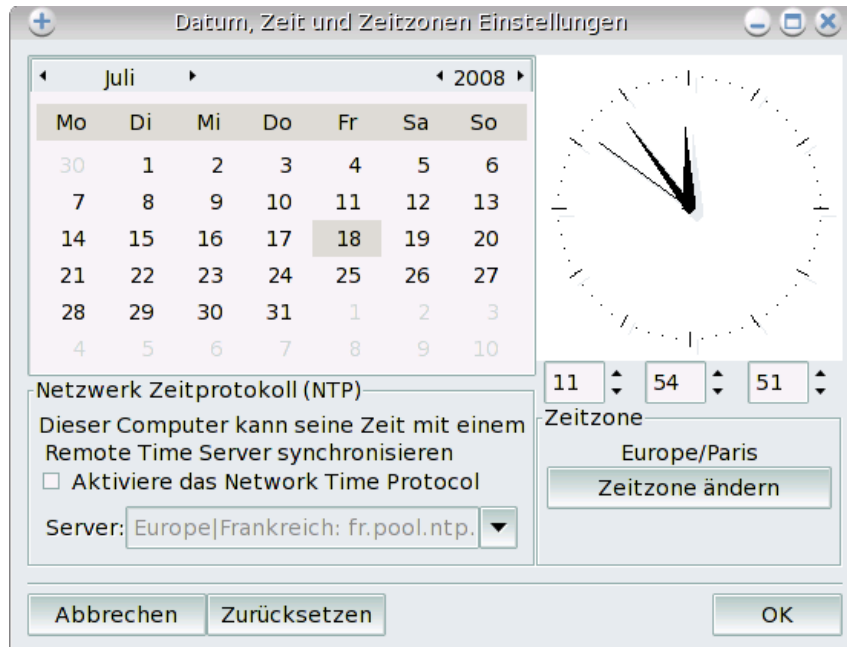 Datum, Zeit und Zeitzonen Einstellungen
Juli 2008
Mo Di Mi Do Fr Sa So
30 1 2 3 4 5 6
7 8 9 10 11 12 13
14 15 16 17 18 19 20
21 22 23 24 25 26 27
28 29 30 31 1 2 3
4 5 6 7 8 9 10
11 54 51
Netzwerk Zeitprotokoll (NTP)
Dieser Computer kann seine Zeit mit einem
Remote Time Server synchronisieren
Aktiviere das Network Time Protocol
Server: Europe|Frankreich: fr.pool.ntp.
Zeitzone
Europe/Paris
Zeitzone ändern
Abbrechen Zurücksetzen OK